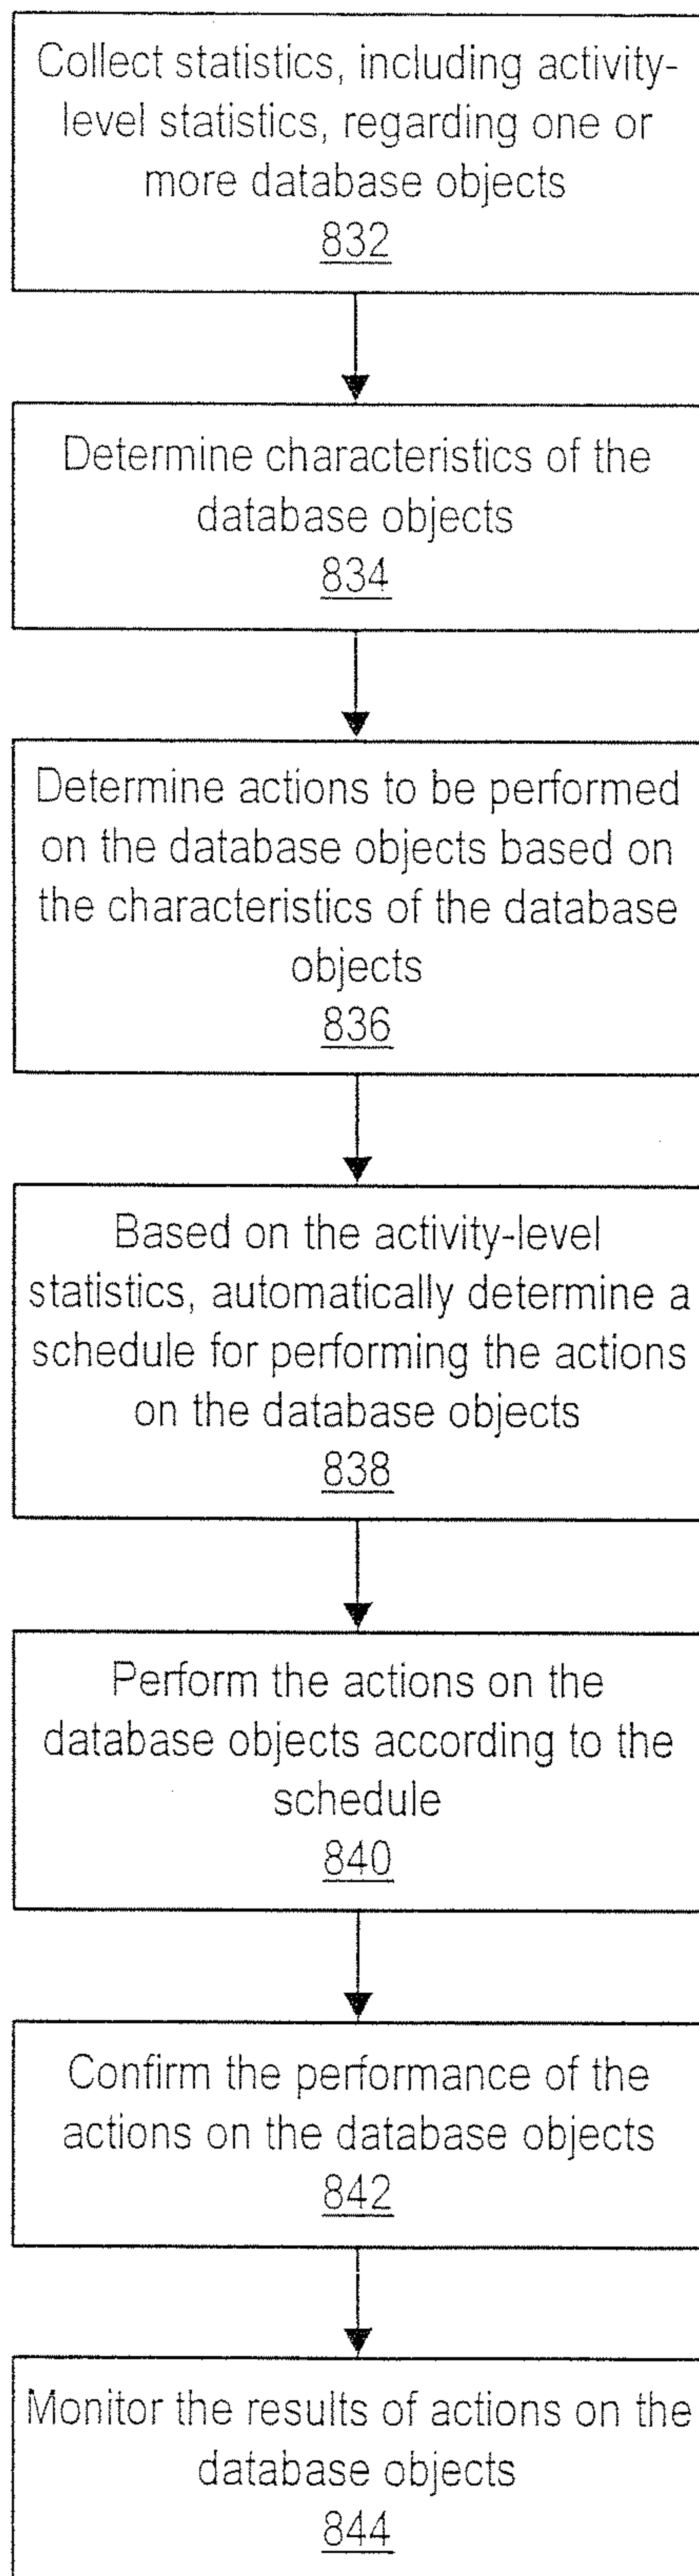 Collect statistics, including activity-
level statistics, regarding one or
more database objects
832
Determine characteristics of the
database objects
834
Determine actions to be performed
on the database objects based on
the characteristics of the database
objects
836
Based on the activity-level
statistics, automatically determine a
schedule for performing the actions
on the database objects
838
Perform the actions on the
database objects according to the
schedule
840
Confirm the performance of the
actions on the database objects
842
Monitor the results of actions on the
database objects
844